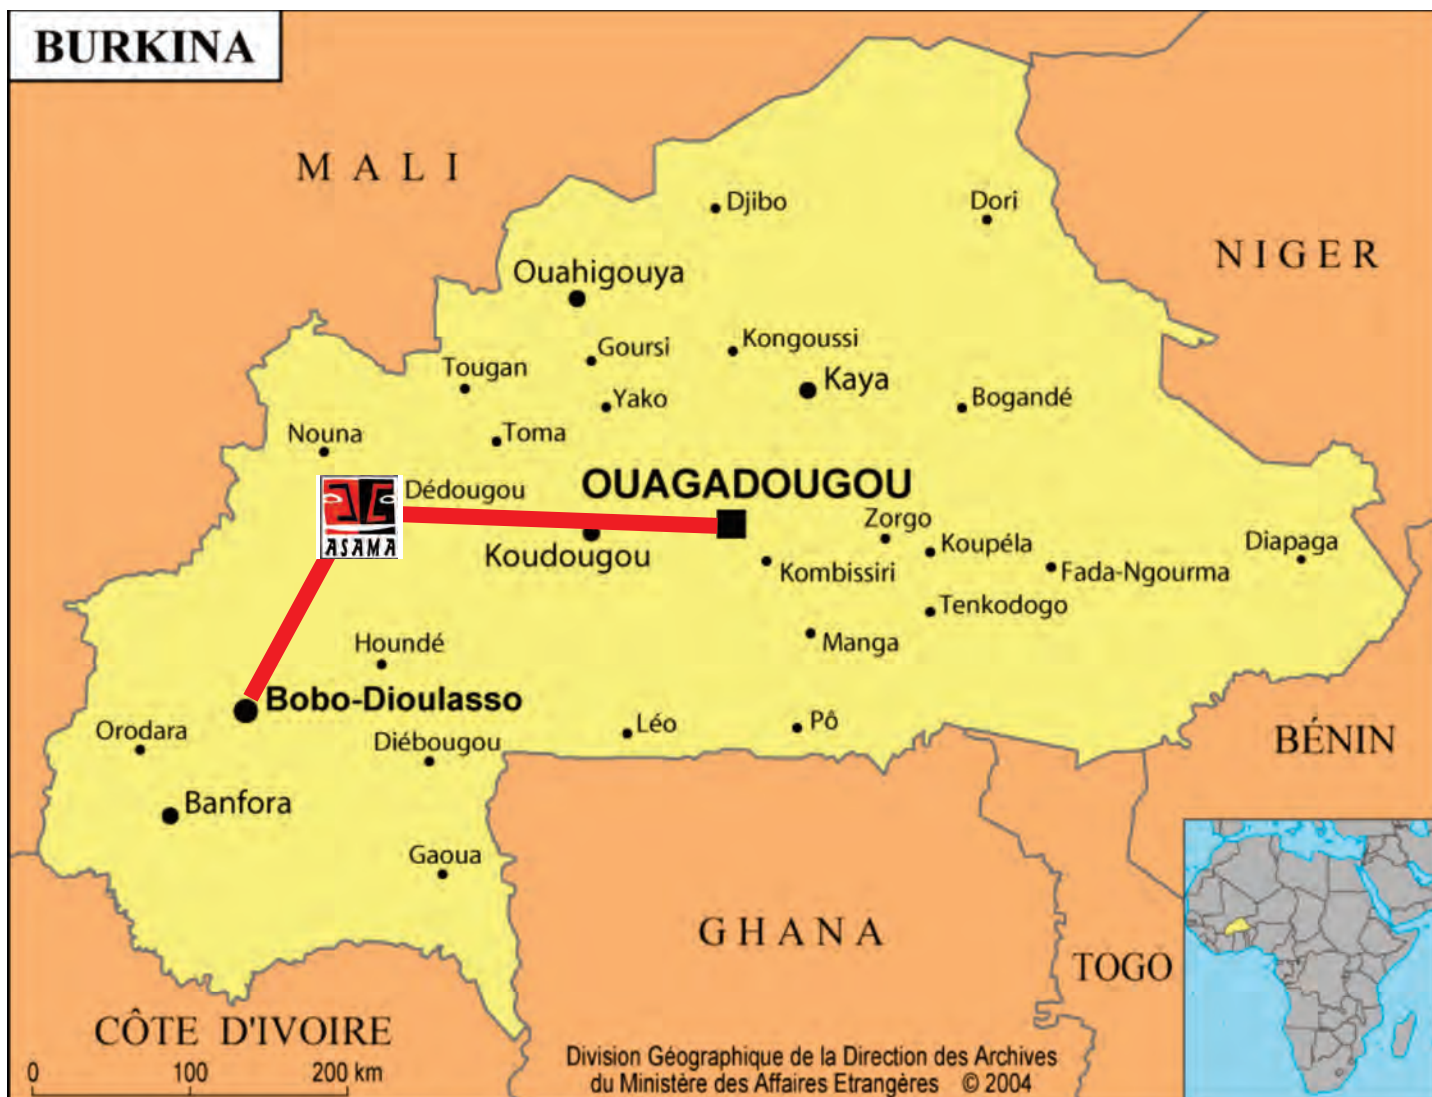 BURKINA
MALI
NIGER
Djibo
Dori
Ouahigouya
Goursi
Kongoussi
Tougan
Kaya
Yako
Bogandé
Nouna
Toma
Dédougou
OUAGADOUGOU
ASAMA
Zorgo
Koudougou
Koupéla
Diapaga
Kombissiri
Fada-Ngourma
Tenkodogo
Houndé
Manga
Bobo-Dioulasso
Orodara
Léo
Pô
Diébougou
BÉNIN
Banfora
Gaoua
GHANA
TOGO
CÔTE D'IVOIRE
0 100 200 km
Division Géographique de la Direction des Archives
du Ministère des Affaires Etrangères © 2004